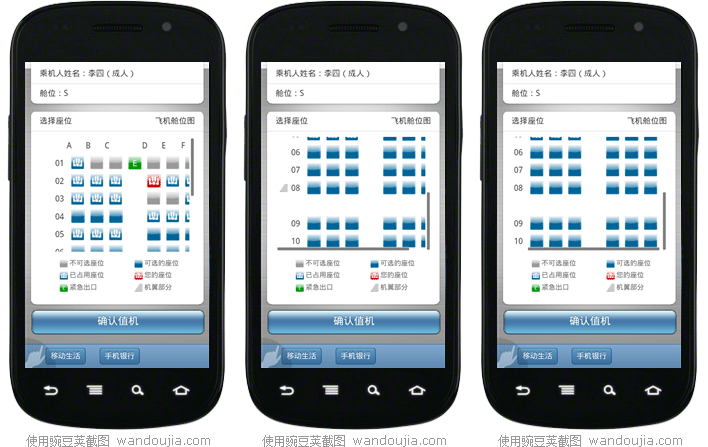 乘机人姓名：李四（成人）
舱位：S
选择座位 飞机舱位图
A B C D E F
01 E
02
03
04
05
06
不可选座位 可选的座位
已占用座位 您的座位
紧急出口 机翼部分
确认值机
移动生活 手机银行
使用豌豆荚截图 wandoujia.com
乘机人姓名：李四（成人）
舱位：S
选择座位 飞机舱位图
06
07
08
09
10
不可选座位 可选的座位
已占用座位 您的座位
紧急出口 机翼部分
确认值机
移动生活 手机银行
使用豌豆荚截图 wandoujia.com
乘机人姓名：李四（成人）
舱位：S
选择座位 飞机舱位图
06
07
08
09
10
不可选座位 可选的座位
已占用座位 您的座位
紧急出口 机翼部分
确认值机
移动生活 手机银行
使用豌豆荚截图 wandoujia.com